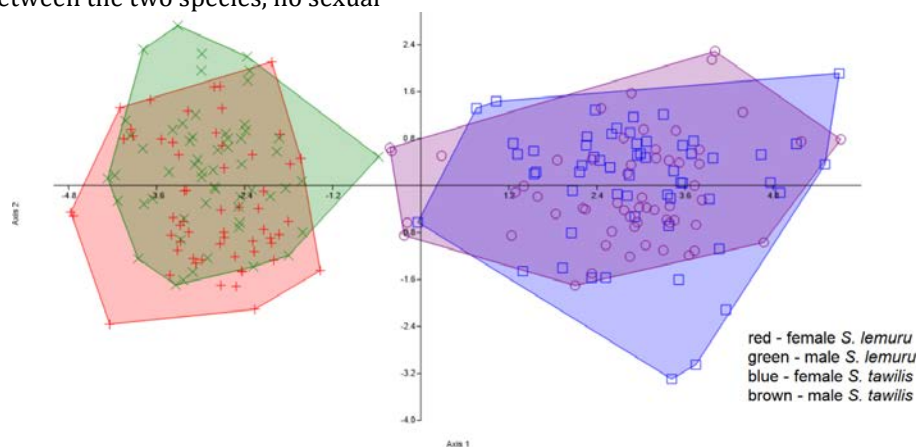 etween the two species, no sexual
2.4
1.6
0.8
-4.8
-3.6
-2.4
-1.2
1.2
2.4
3.6
4.8
Axis 2
-0.8
-1.6
-2.4
-3.2
-4.0
red - female S. lemuru
green - male S. lemuru
blue - female S. tawilis
brown - male S. tawilis
Axis 1